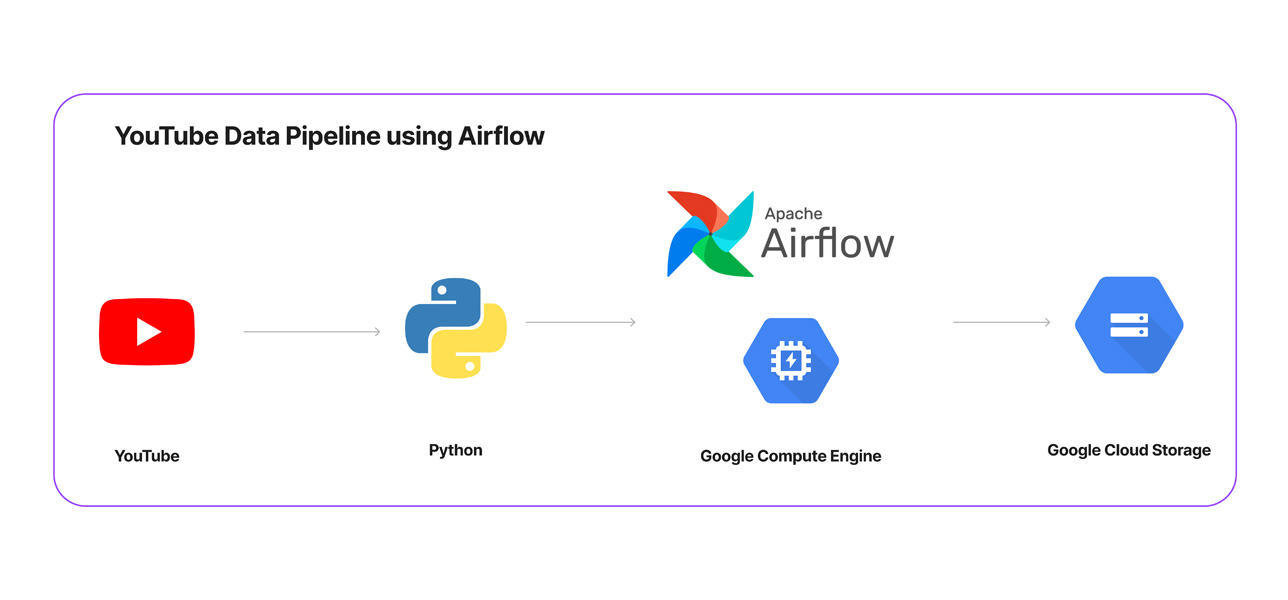 YouTube Data Pipeline using Airflow
Apache
Airflow
YouTube
Python
Google Compute Engine
Google Cloud Storage